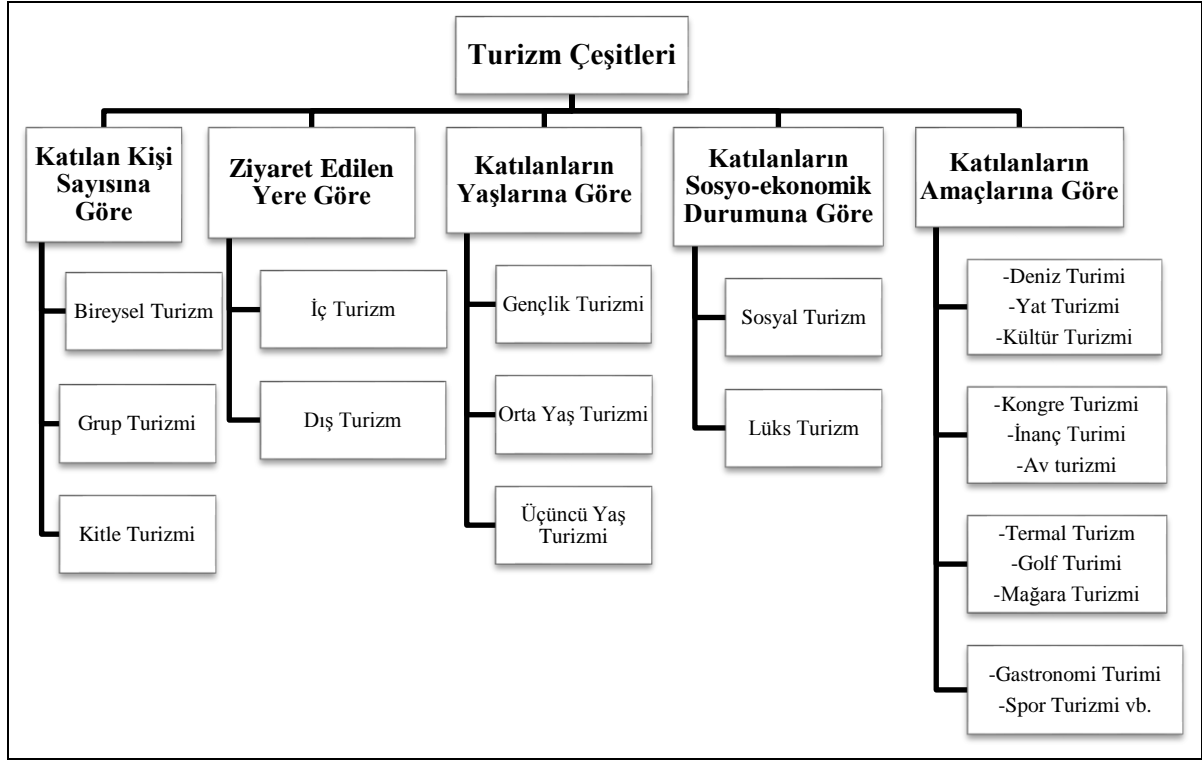 Turizm Çeşitleri
Katılan Kişi
Sayısına
Göre
Bireysel Turizm
Grup Turizmi
Kitle Turizmi
Ziyaret Edilen
Yere Göre
İç Turizm
Dış Turizm
Katılanların
Yaşlarına Göre
Gençlik Turizmi
Orta Yaş Turizmi
Üçüncü Yaş
Turizmi
Katılanların
Sosyo-ekonomik
Durumuna Göre
Sosyal Turizm
Lüks Turizm
Katılanların
Amaçlarına Göre
-Deniz Turimi
-Yat Turizmi
-Kültür Turizmi
-Kongre Turizmi
-İnanç Turimi
-Av turizmi
-Termal Turizm
-Golf Turimi
-Mağara Turizmi
-Gastronomi Turimi
-Spor Turizmi vb.